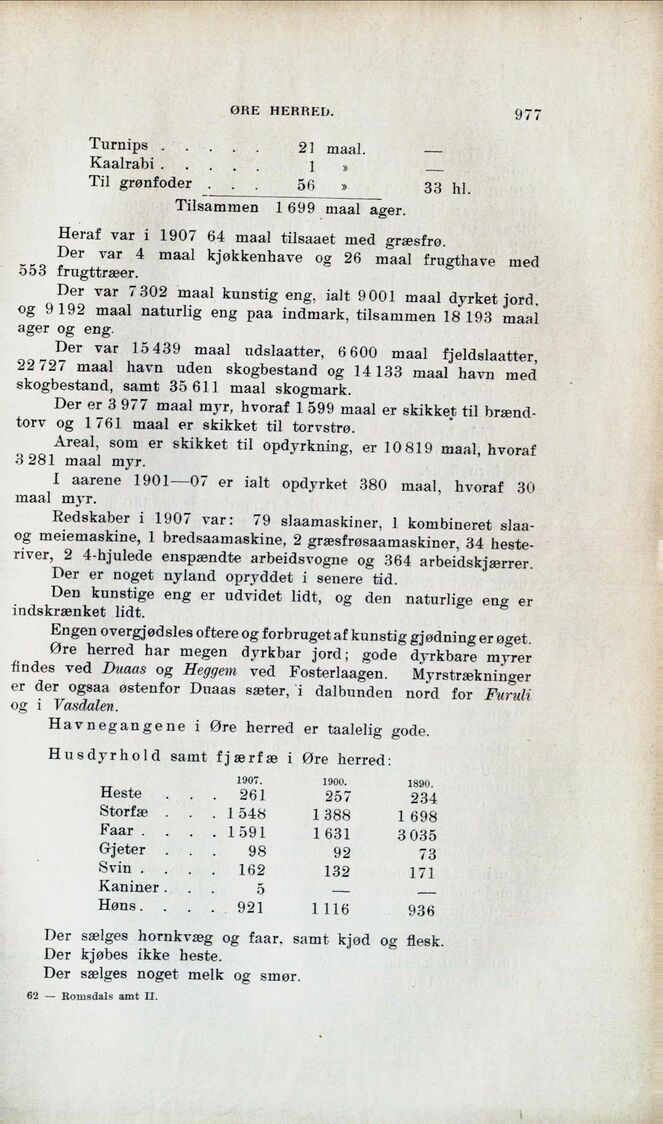 ØRE HERRED. 977
Turnips . . . . . 21 maal. —
Kaalrabi . . . . . 1 » —
Til grønfoder . . . 56 » 33 hl.
Tilsammen 1 699 maal ager.
Heraf var i 1907 64 maal tilsaaet med græsfrø.
Der var 4 maal kjøkkenhave og 26 maal frugthave med
553 frugttræer.
Der var 7 302 maal kunstig eng, ialt 9 001 maal dyrket jord,
og 9 192 maal naturlig eng paa indmark, tilsammen 18 193 maal
ager og eng.
Der var 15 439 maal udslaatter, 6 600 maal fjeldslaatter,
22 727 maal havn uden skogbestand og 14 133 maal havn med
skogbestand, samt 35 611 maal skogmark.
Der er 3 977 maal myr, hvoraf 1 599 maal er skikket til brænd-
torv og 1 761 maal er skikket til torvstrø.
Areal, som er skikket til opdyrkning, er 10 819 maal, hvoraf
3 281 maal myr.
I aarene 1901—07 er ialt opdyrket 380 maal, hvoraf 30
maal myr.
Redskaber i 1907 var: 79 slaamaskiner, 1 kombineret slaa-
og meiemaskine, 1 bredsaamaskine, 2 græsfrøsaamaskiner, 34 heste-
river, 2 4-hjulede enspændte arbeidsvogne og 364 arbeidskjærrer.
Der er noget nyland opryddet i senere tid.
Den kunstige eng er udvidet lidt, og den naturlige eng er
indskrænket lidt.
Engen overgjødsles oftere og forbruget af kunstig gjødning er øget.
Øre herred har megen dyrkbar jord; gode dyrkbare myrer
findes ved Duaas og Heggem ved Fosterlaagen. Myrstrækninger
er der ogsaa østenfor Duaas sæter, i dalbunden nord for Furuli
og i Vasdalen.
Havnegangene i Øre herred er taalelig gode.
Husdyrhold samt fjærfæ i Øre herred:
1907. 1900. 1890.
Heste . . . 261 257 234
Storfæ . . . 1 548 1 388 1 698
Faar . . . . 1 591 1 631 3 035
Gjeter . . . 98 92 73
Svin . . . . 162 132 171
Kaniner . . . 5 — —
Høns . . . . 921 1 116 936
Der sælges hornkvæg og faar, samt kjød og flesk.
Der kjøbes ikke heste.
Der sælges noget melk og smør.
62 — Romsdals amt II.